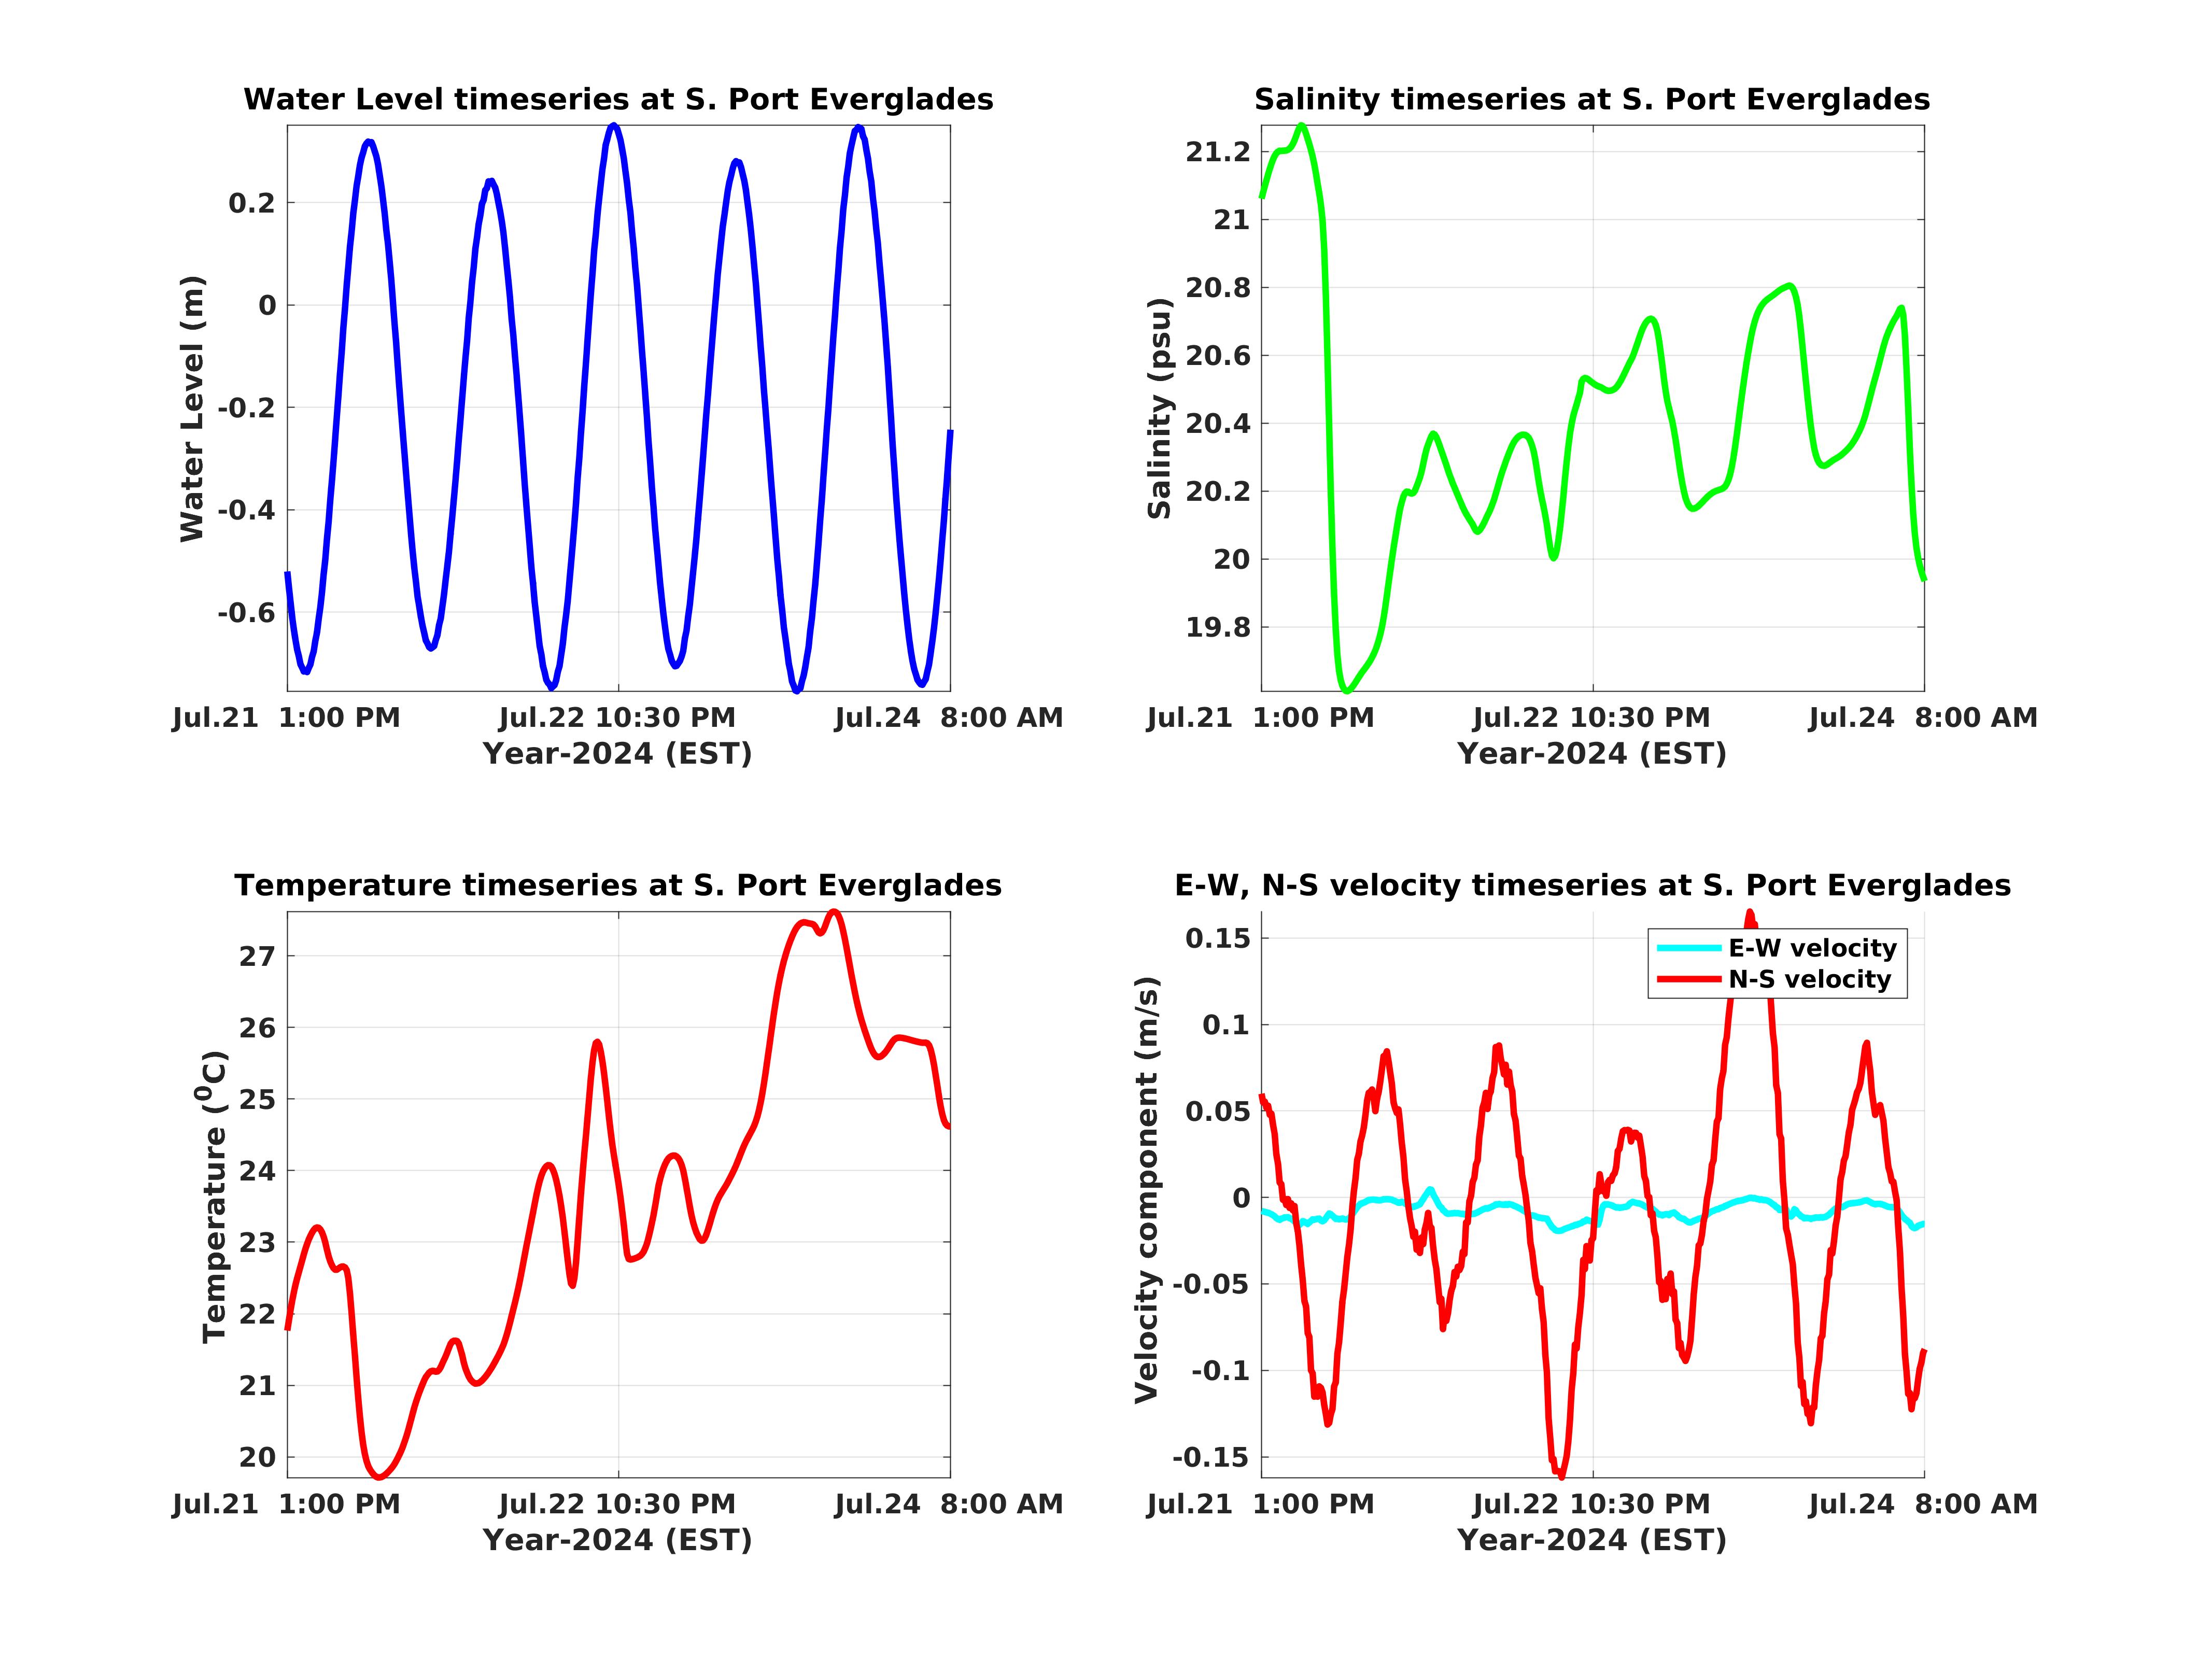 Water Level timeseries at S. Port Everglades
Water Level (m)
0.2
0
-0.2
-0.4
-0.6
Jul.21  1:00 PM
Jul.22 10:30 PM
Jul.24  8:00 AM
Year-2024 (EST)
Salinity timeseries at S. Port Everglades
Salinity (psu)
21.2
21
20.8
20.6
20.4
20.2
20
19.8
Jul.21  1:00 PM
Jul.22 10:30 PM
Jul.24  8:00 AM
Year-2024 (EST)
Temperature timeseries at S. Port Everglades
Temperature (⁰C)
27
26
25
24
23
22
21
20
Jul.21  1:00 PM
Jul.22 10:30 PM
Jul.24  8:00 AM
Year-2024 (EST)
E-W, N-S velocity timeseries at S. Port Everglades
Velocity component (m/s)
0.15
0.1
0.05
0
-0.05
-0.1
-0.15
E-W velocity
N-S velocity
Jul.21  1:00 PM
Jul.22 10:30 PM
Jul.24  8:00 AM
Year-2024 (EST)